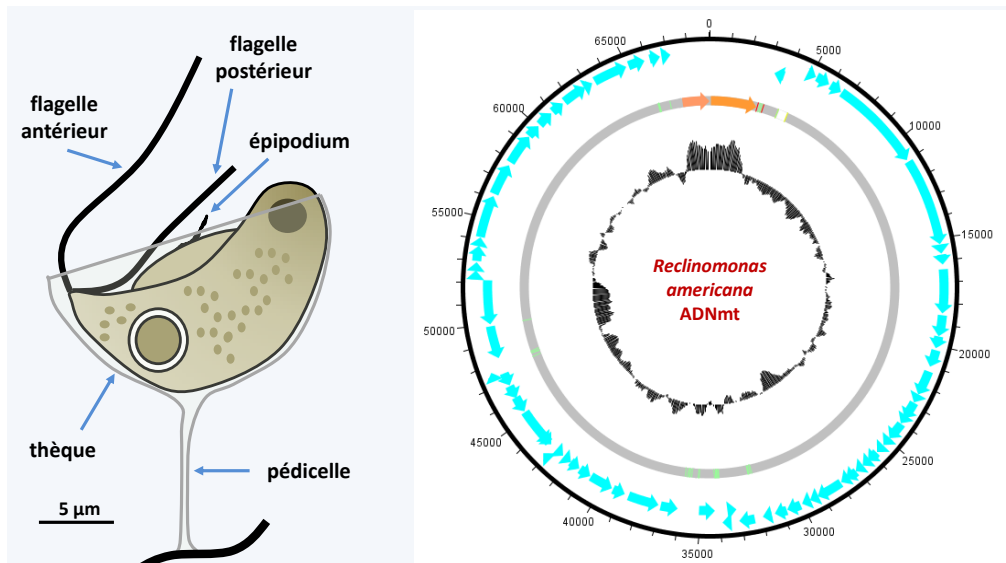 flagelle
postérieur
flagelle
antérieur
épipodium
thèque
pédicelle
5 µm
0
5000
10000
15000
20000
25000
30000
35000
40000
45000
50000
55000
60000
65000
Reclinomonas
americana
ADNmt